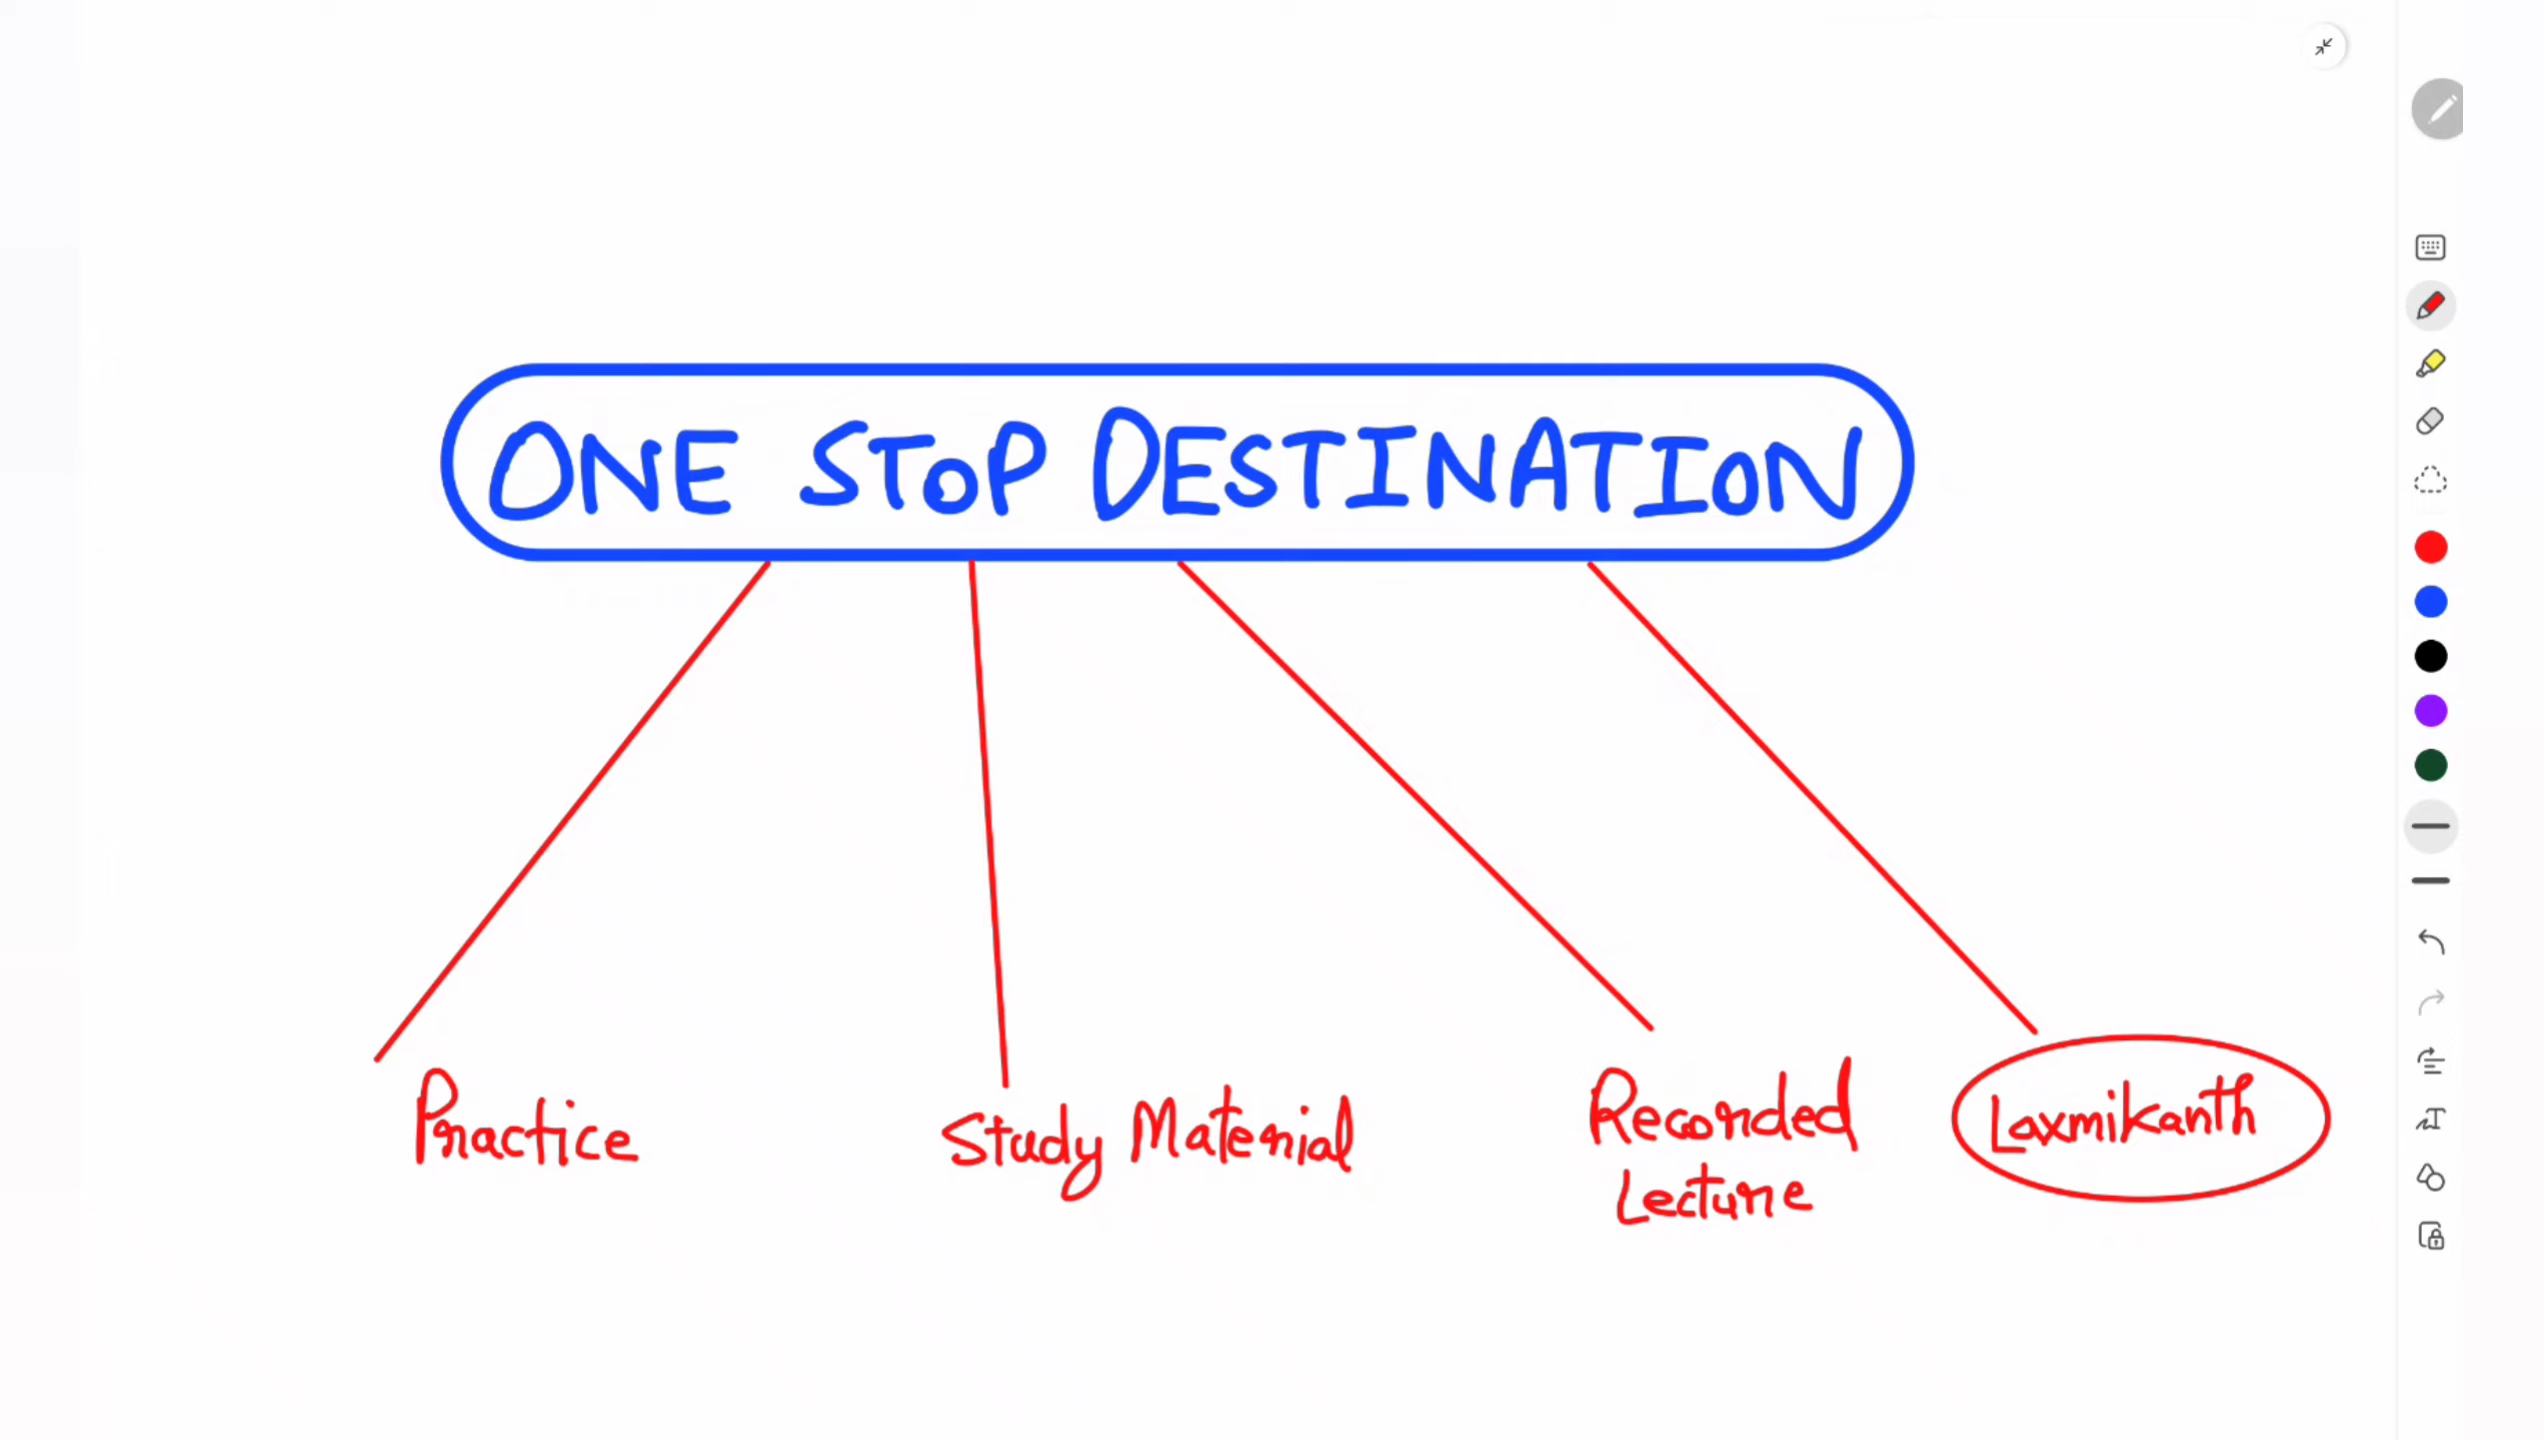 ONE STOP DESTINATION
Practice
Study Material
Recorded
Lecture
Laxmikanth